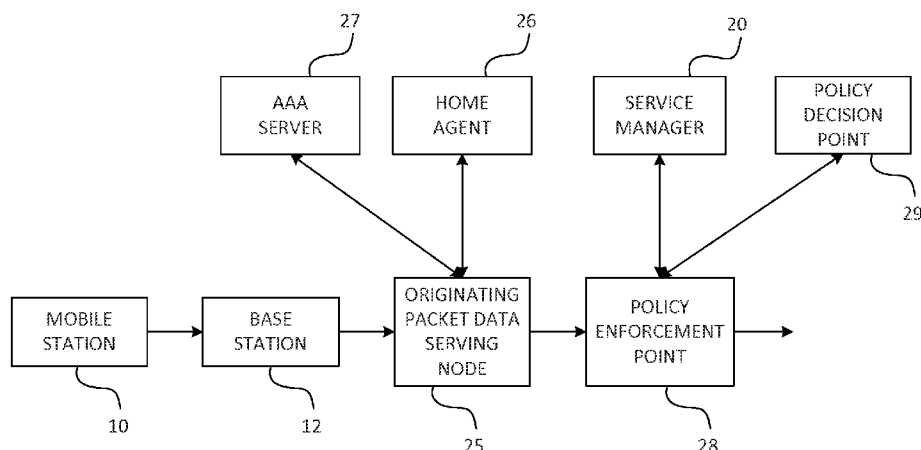 27
26
20
AAA
SERVER
HOME
AGENT
SERVICE
MANAGER
POLICY
DECISION
POINT
29
MOBILE
STATION
BASE
STATION
ORIGINATING
PACKET DATA
SERVING
NODE
POLICY
ENFORCEMENT
POINT
10
12
25
28